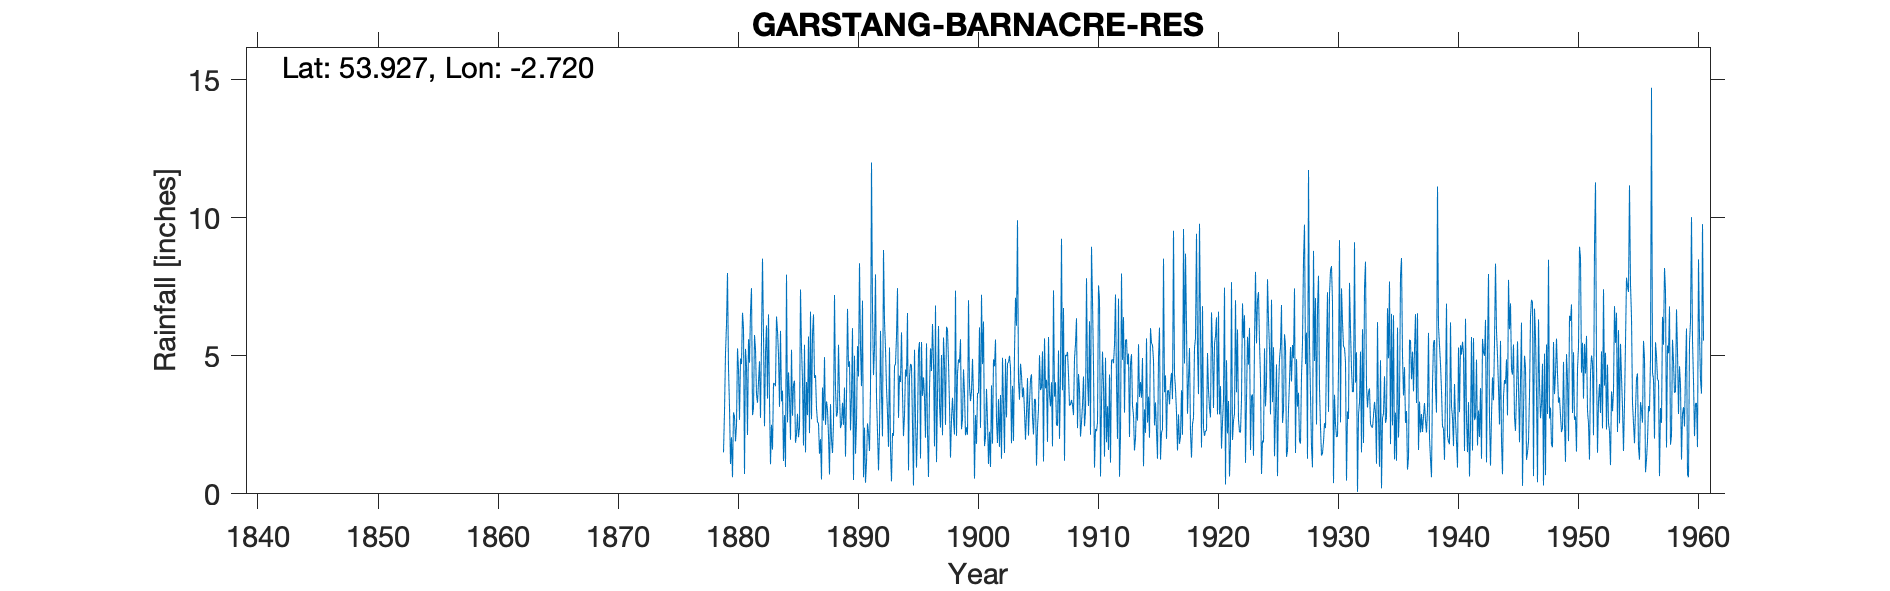 GARSTANG-BARNACRE-RES
Lat: 53.927, Lon: -2.720
15
10
5
0
Rainfall [inches]
1840 1850 1860 1870 1880 1890 1900 1910 1920 1930 1940 1950 1960
Year